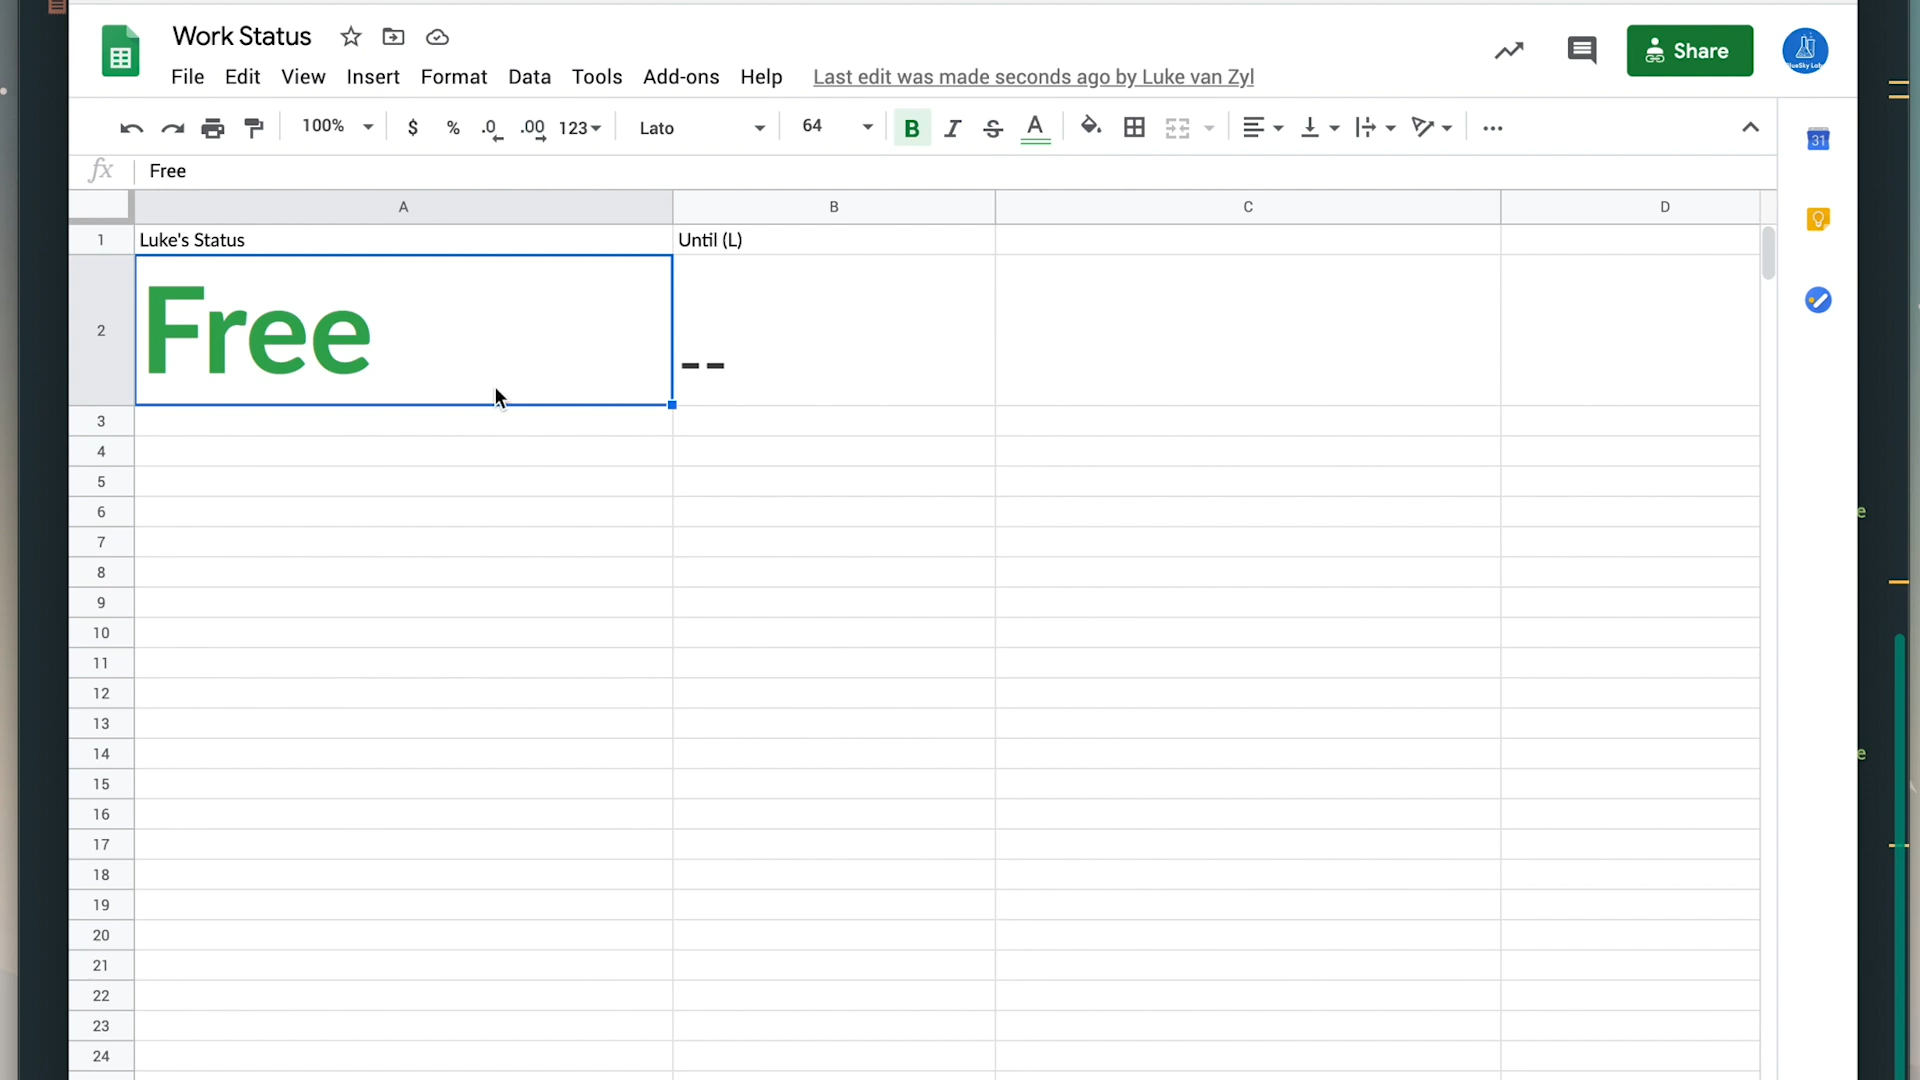 Work Status
File Edit View Insert Format Data Tools Add-ons Help Last edit was made seconds ago by Luke van Zyl
Share
100% $ % .0 .00 123 Lato 64 B I S A
31
fx Free
A B C D
1 Luke's Status Until (L)
2 Free --
3
4
5
6
7
8
9
10
11
12
13
14
15
16
17
18
19
20
21
22
23
24
e
e